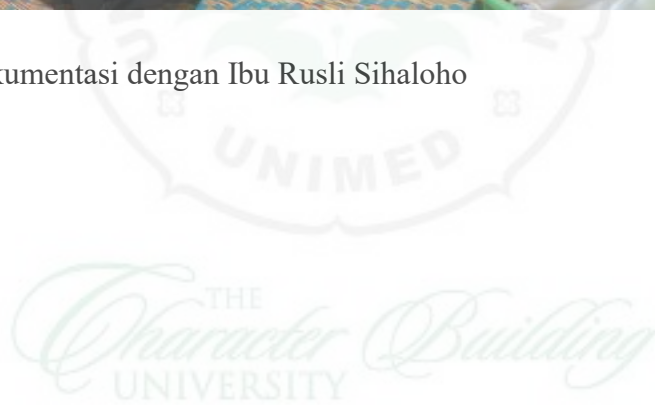 kumentasi dengan Ibu Rusli Sihaloho
UNIMED
THE
Character Building
UNIVERSITY